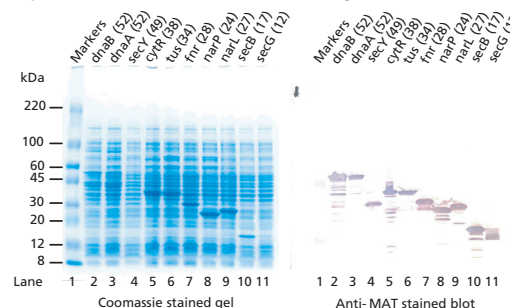 Markers dnaB (52) dnaA (52) secY (49) cytR (38) tus (34) fnr (28) narP (24) narL (27) secB (17) secG (12)
Markers dnaB (52) dnaA (52) secY (49) cytR (38) tus (34) fnr (28) narP (24) narL (27) secB (17) secG (12)
kDa
220
100
60
45
30
20
12
8
Lane 1 2 3 4 5 6 7 8 9 10 11
1 2 3 4 5 6 7 8 9 10 11
Coomassie stained gel
Anti- MAT stained blot